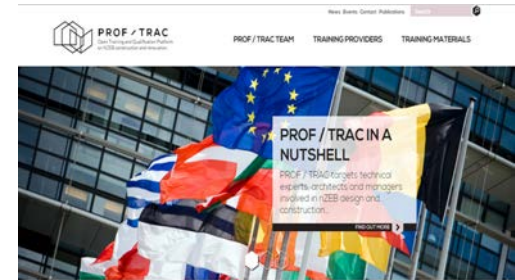 News Events Contact Publications Search
PROF / TRAC
Open Training and Qualification Platform
on NZEB construction and renovation
PROF / TRAC TEAM TRAINING PROVIDERS TRAINING MATERIALS
PROF / TRAC IN A
NUTSHELL
PROF / TRAC targets technical
experts, architects and managers
involved in nZEB design and
construction...
FIND OUT MORE